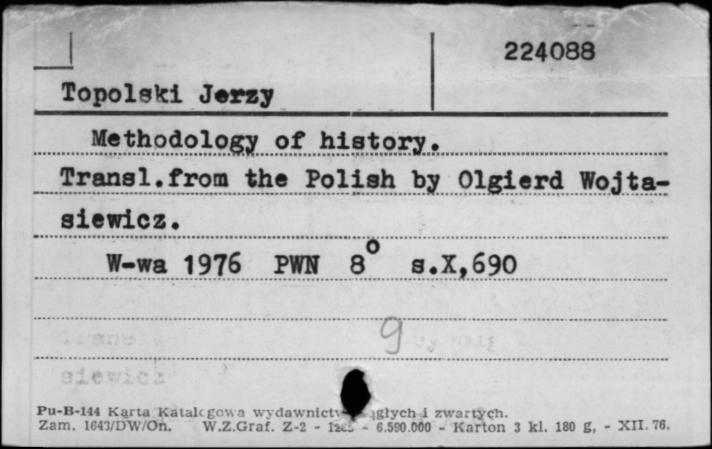 224088
Topolski Jerzy
Methodology of history.
Transl.from the Polish by Olgierd Wojta-
siewicz.
W-wa 1976 PWN 8° s.X,690
9
siewicz
Pu-B-144 Karta Katalogowa wydawnictw ciągłych i zwartych.
Zam. 1643/DW/On. W.Z.Graf. Z-2 - - 6.590.000 - Karton 3 kl. 180 g, - XII. 76.